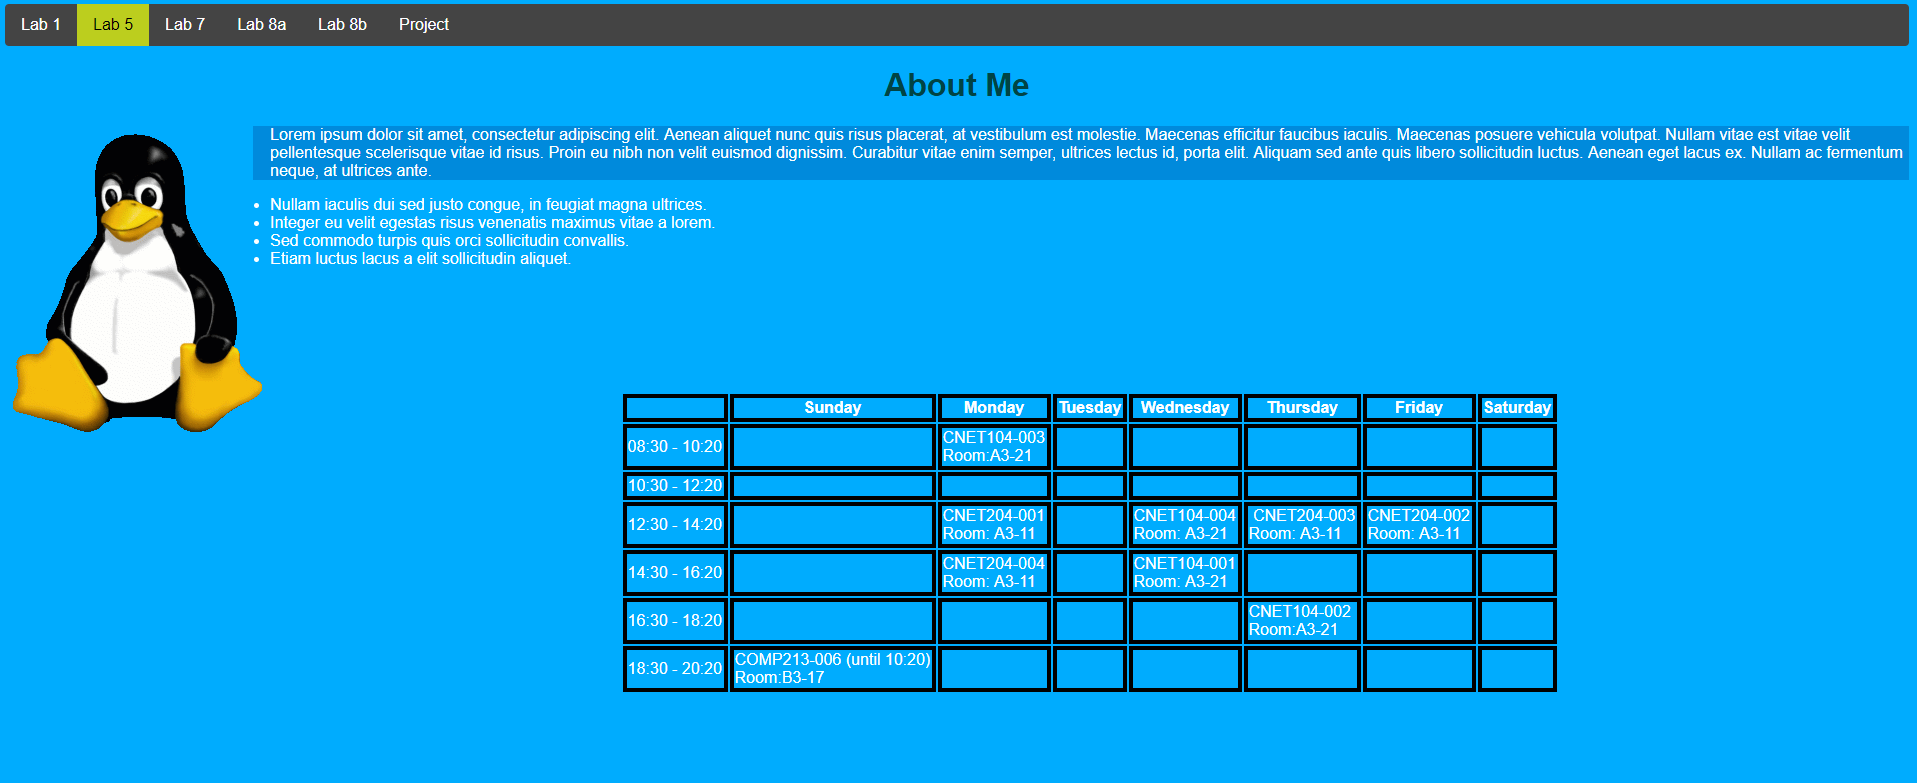 Lab 1 Lab 5 Lab 7 Lab 8a Lab 8b Project
About Me
Lorem ipsum dolor sit amet, consectetur adipiscing elit. Aenean aliquet nunc quis risus placerat, at vestibulum est molestie. Maecenas efficitur faucibus iaculis. Maecenas posuere vehicula volutpat. Nullam vitae est vitae velit
pellentesque scelerisque vitae id risus. Proin eu nibh non velit euismod dignissim. Curabitur vitae enim semper, ultrices lectus id, porta elit. Aliquam sed ante quis libero sollicitudin luctus. Aenean eget lacus ex. Nullam ac fermentum
neque, at ultrices ante.
• Nullam iaculis dui sed justo congue, in feugiat magna ultrices.
• Integer eu velit egestas risus venenatis maximus vitae a lorem.
• Sed commodo turpis quis orci sollicitudin convallis.
• Etiam luctus lacus a elit sollicitudin aliquet.
Sunday Monday Tuesday Wednesday Thursday Friday Saturday
08:30 - 10:20 CNET104-003
Room:A3-21
10:30 - 12:20
12:30 - 14:20 CNET204-001 CNET104-004 CNET204-003 CNET204-002
Room: A3-11 Room: A3-21 Room: A3-11 Room: A3-11
14:30 - 16:20 CNET204-004 CNET104-001
Room: A3-11 Room: A3-21
16:30 - 18:20 CNET104-002
Room:A3-21
18:30 - 20:20 COMP213-006 (until 10:20)
Room:B3-17